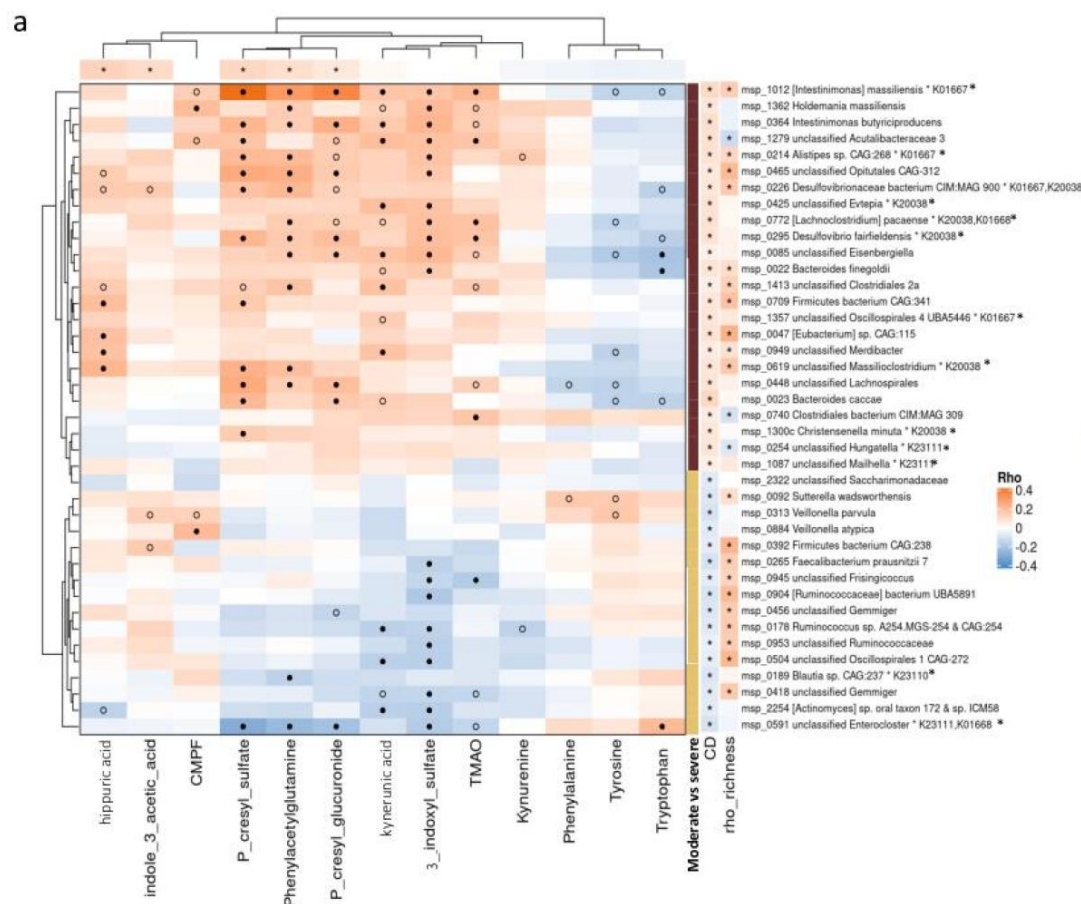 a
msp_1012 [Intestinimonas] massiliensis * K01667 *
msp_1362 Holdemania massiliensis
msp_0364 Intestinimonas butyriciproducens
msp_1279 unclassified Acutalibacteraceae 3
msp_0214 Alistipes sp. CAG:268 * K01667 *
msp_0465 unclassified Opitutales CAG-312
msp_0226 Desulfovibrionaceae bacterium CIM:MAG 900 * K01667,K20038
msp_0425 unclassified Evtepia * K20038 *
msp_0772 [Lachnoclostridium] pacaense * K20038,K01668 *
msp_0295 Desulfovibrio fairfieldensis * K20038 *
msp_0085 unclassified Eisenbergiella
msp_0022 Bacteroides finegoldii
msp_1413 unclassified Clostridiales 2a
msp_0709 Firmicutes bacterium CAG:341
msp_1357 unclassified Oscillospirales 4 UBA5446 * K01667 *
msp_0047 [Eubacterium] sp. CAG:115
msp_0949 unclassified Merdibacter
msp_0619 unclassified Massilioclostridium * K20038 *
msp_0448 unclassified Lachnospirales
msp_0023 Bacteroides caccae
msp_0740 Clostridiales bacterium CIM:MAG 309
msp_1300c Christensenella minuta * K20038 *
msp_0254 unclassified Hungatella * K23111 *
msp_1087 unclassified Mailhella * K23111 *
msp_2322 unclassified Saccharimonadaceae
msp_0092 Sutterella wadsworthensis
msp_0313 Veillonella parvula
msp_0884 Veillonella atypica
msp_0392 Firmicutes bacterium CAG:238
msp_0265 Faecalibacterium prausnitzii 7
msp_0945 unclassified Frisingicoccus
msp_0904 [Ruminococcaceae] bacterium UBA5891
msp_0456 unclassified Gemmiger
msp_0178 Ruminococcus sp. A254.MGS-254 & CAG:254
msp_0953 unclassified Ruminococcaceae
msp_0504 unclassified Oscillospirales 1 CAG-272
msp_0189 Blautia sp. CAG:237 * K23110 *
msp_0418 unclassified Gemmiger
msp_2254 [Actinomyces] sp. oral taxon 172 & sp. ICM58
msp_0591 unclassified Enterocloster * K23111,K01668 *
Rho
0.4
0.2
0
-0.2
-0.4
hippuric acid
indole_3_acetic_acid
CMPF
P_cresyl_sulfate
Phenylacetylglutamine
P_cresyl_glucuronide
kynerunic acid
3_indoxyl_sulfate
TMAO
Kynurenine
Phenylalanine
Tyrosine
Tryptophan
Moderate vs severe
CD
rho_richness